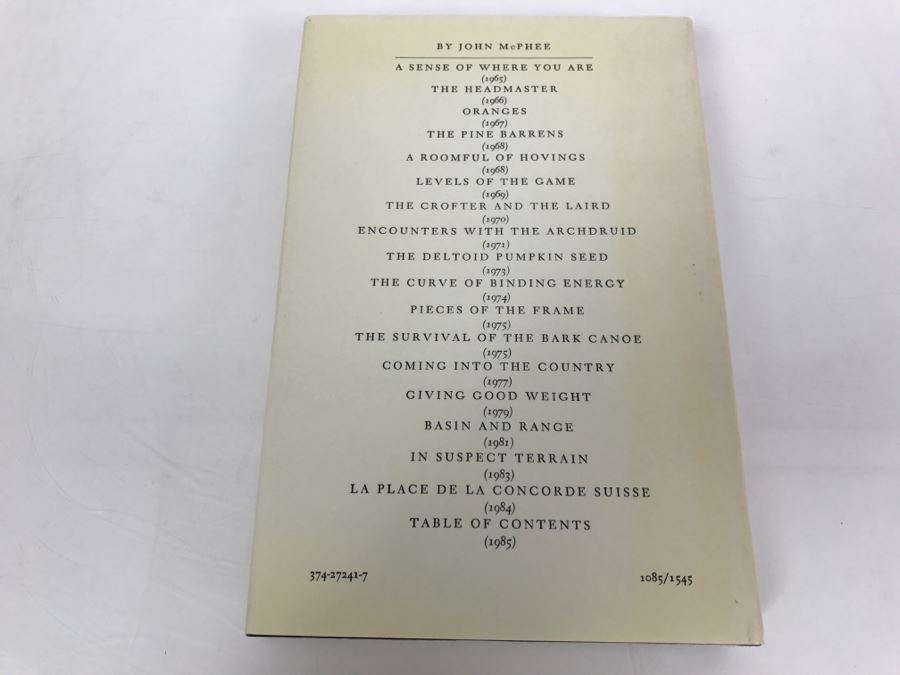 BY JOHN McPHEE
A SENSE OF WHERE YOU ARE
(1965)
THE HEADMASTER
(1966)
ORANGES
(1967)
THE PINE BARRENS
(1968)
A ROOMFUL OF HOVINGS
(1968)
LEVELS OF THE GAME
(1969)
THE CROFTER AND THE LAIRD
(1970)
ENCOUNTERS WITH THE ARCHDRUID
(1971)
THE DELTOID PUMPKIN SEED
(1973)
THE CURVE OF BINDING ENERGY
(1974)
PIECES OF THE FRAME
(1975)
THE SURVIVAL OF THE BARK CANOE
(1975)
COMING INTO THE COUNTRY
(1977)
GIVING GOOD WEIGHT
(1979)
BASIN AND RANGE
(1981)
IN SUSPECT TERRAIN
(1983)
LA PLACE DE LA CONCORDE SUISSE
(1984)
TABLE OF CONTENTS
(1985)
374-27241-7 1085/1545